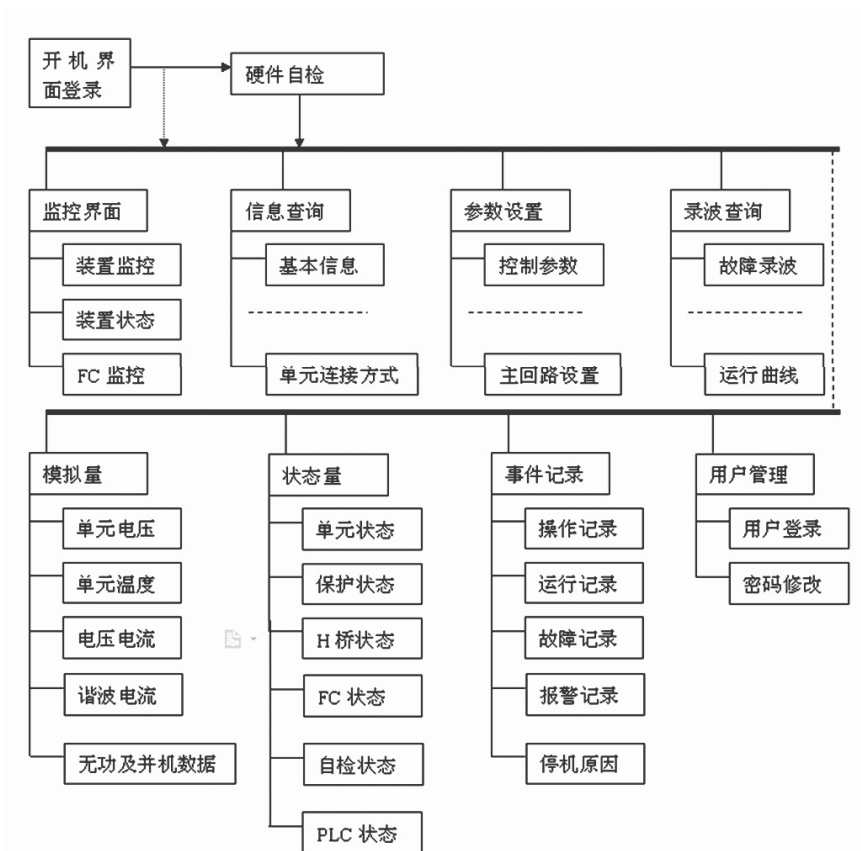 开机界
面登录
硬件自检
监控界面
信息查询
参数设置
录波查询
装置监控
基本信息
控制参数
故障录波
装置状态
FC 监控
单元连接方式
主回路设置
运行曲线
模拟量
状态量
事件记录
用户管理
单元电压
单元状态
操作记录
用户登录
单元温度
保护状态
运行记录
密码修改
电压电流
H 桥状态
故障记录
谐波电流
FC 状态
报警记录
无功及并机数据
自检状态
停机原因
PLC 状态